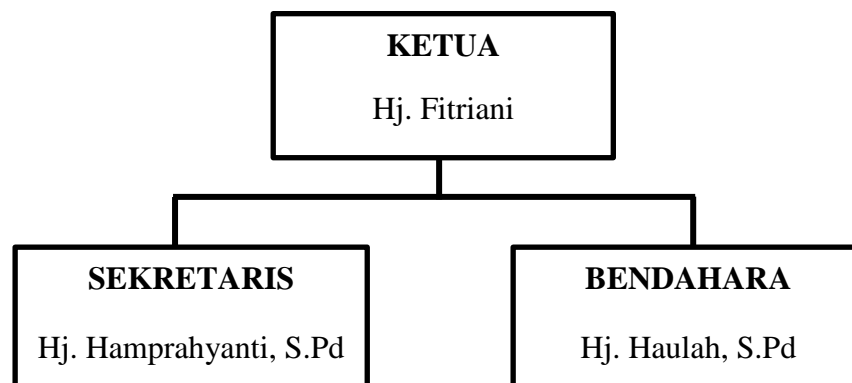 KETUA
Hj. Fitriani
SEKRETARIS
Hj. Hamprahyanti, S.Pd
BENDAHARA
Hj. Haulah, S.Pd